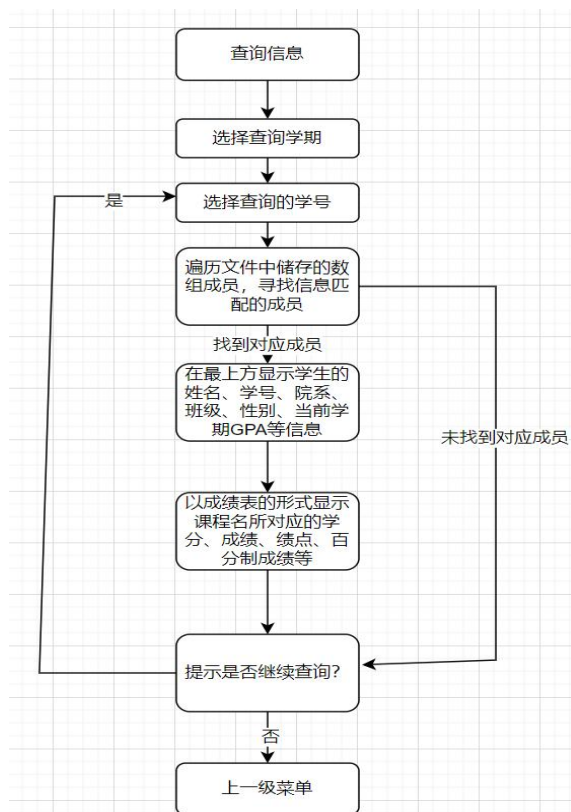 查询信息
选择查询学期
是
选择查询的学号
遍历文件中储存的数
组成员，寻找信息匹
配的成员
找到对应成员
在最上方显示学生的
姓名、学号、院系、
班级、性别、当前学
期GPA等信息
未找到对应成员
以成绩表的形式显示
课程名所对应的学
分、成绩、绩点、百
分制成绩等
提示是否继续查询?
否
上一级菜单